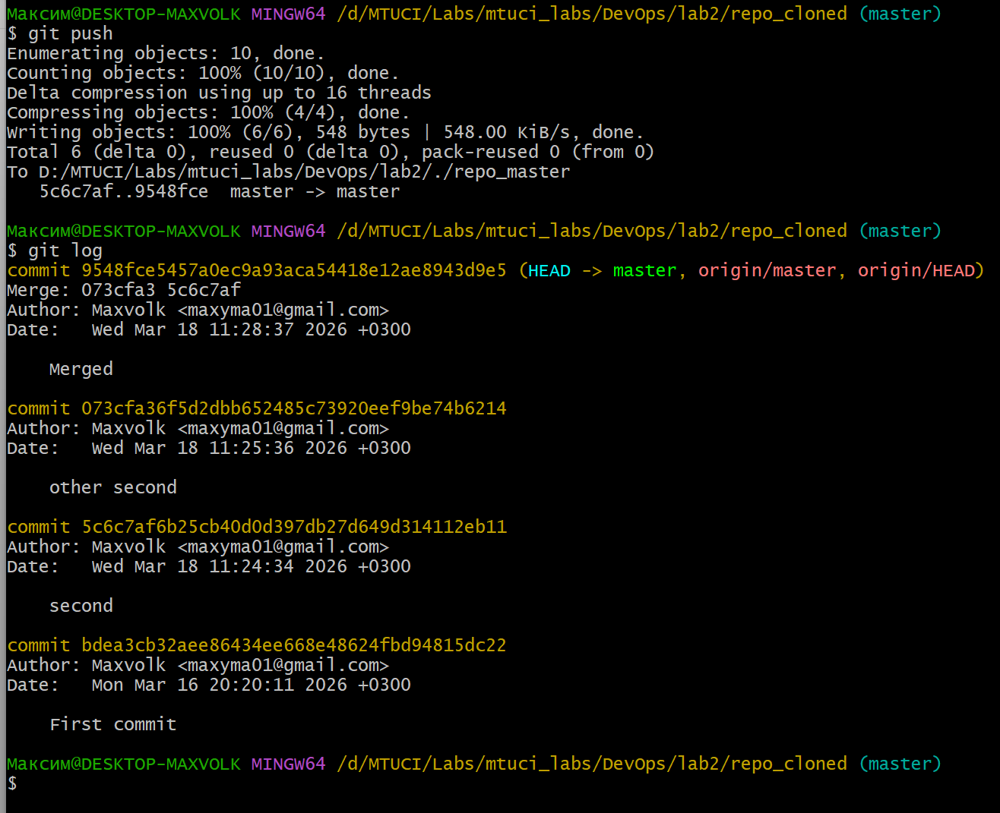 Максим@DESKTOP-MAXVOLK MINGW64 /d/MTUCI/Labs/mtuci_labs/DevOps/lab2/repo_cloned (master)
$ git push
Enumerating objects: 10, done.
Counting objects: 100% (10/10), done.
Delta compression using up to 16 threads
Compressing objects: 100% (4/4), done.
Writing objects: 100% (6/6), 548 bytes | 548.00 KiB/s, done.
Total 6 (delta 0), reused 0 (delta 0), pack-reused 0 (from 0)
To D:/MTUCI/Labs/mtuci_labs/DevOps/lab2/./repo_master
   5c6c7af..9548fce  master -> master

Максим@DESKTOP-MAXVOLK MINGW64 /d/MTUCI/Labs/mtuci_labs/DevOps/lab2/repo_cloned (master)
$ git log
commit 9548fce5457a0ec9a93aca54418e12ae8943d9e5 (HEAD -> master, origin/master, origin/HEAD)
Merge: 073cfa3 5c6c7af
Author: Maxvolk <maxyma01@gmail.com>
Date:   Wed Mar 18 11:28:37 2026 +0300

    Merged

commit 073cfa36f5d2dbb652485c73920eef9be74b6214
Author: Maxvolk <maxyma01@gmail.com>
Date:   Wed Mar 18 11:25:36 2026 +0300

    other second

commit 5c6c7af6b25cb40d0d397db27d649d314112eb11
Author: Maxvolk <maxyma01@gmail.com>
Date:   Wed Mar 18 11:24:34 2026 +0300

    second

commit bdea3cb32aee86434ee668e48624fbd94815dc22
Author: Maxvolk <maxyma01@gmail.com>
Date:   Mon Mar 16 20:20:11 2026 +0300

    First commit

Максим@DESKTOP-MAXVOLK MINGW64 /d/MTUCI/Labs/mtuci_labs/DevOps/lab2/repo_cloned (master)
$